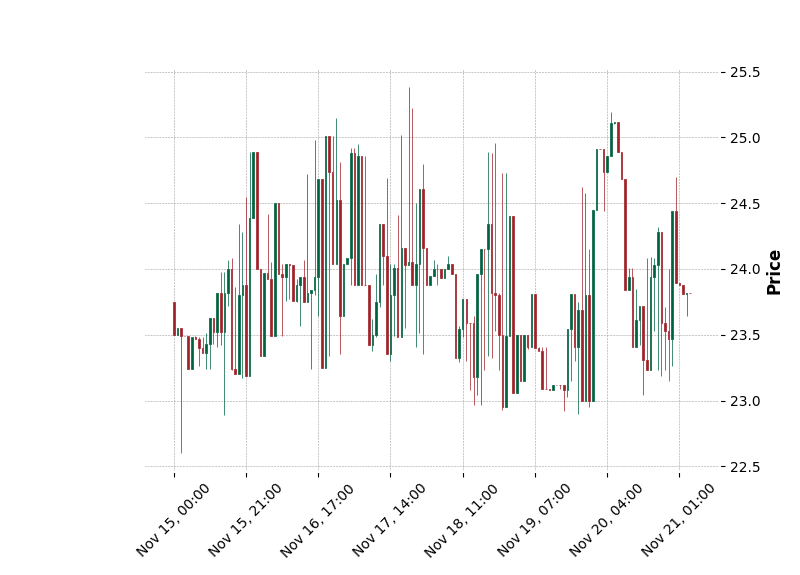 25.5
25.0
24.5
24.0
23.5
23.0
22.5
Price
Nov 15, 00:00
Nov 15, 21:00
Nov 16, 17:00
Nov 17, 14:00
Nov 18, 11:00
Nov 19, 07:00
Nov 20, 04:00
Nov 21, 01:00